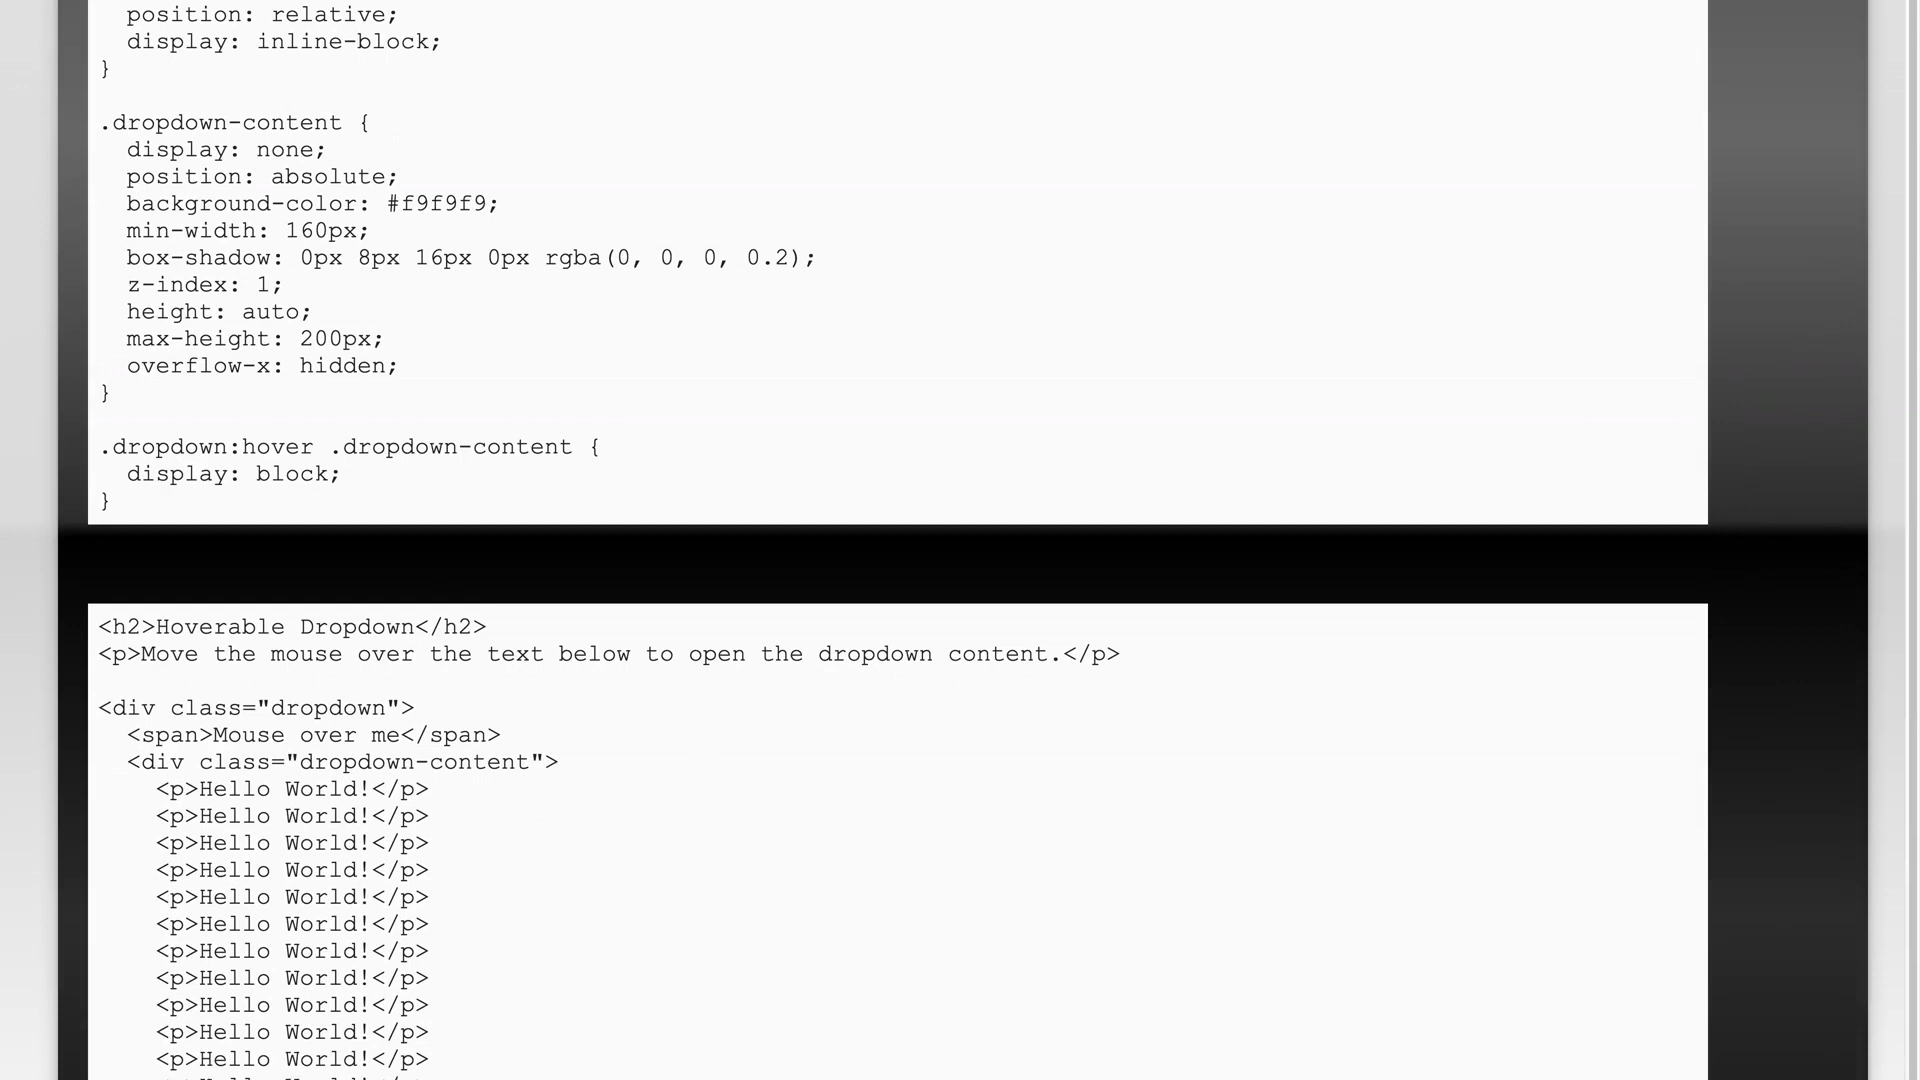 position: relative;
display: inline-block;
}
.dropdown-content {
display: none;
position: absolute;
background-color: #f9f9f9;
min-width: 160px;
box-shadow: 0px 8px 16px 0px rgba(0, 0, 0, 0.2);
z-index: 1;
height: auto;
max-height: 200px;
overflow-x: hidden;
}
.dropdown:hover .dropdown-content {
display: block;
}
<h2>Hoverable Dropdown</h2>
<p>Move the mouse over the text below to open the dropdown content.</p>
<div class="dropdown">
<span>Mouse over me</span>
<div class="dropdown-content">
<p>Hello World!</p>
<p>Hello World!</p>
<p>Hello World!</p>
<p>Hello World!</p>
<p>Hello World!</p>
<p>Hello World!</p>
<p>Hello World!</p>
<p>Hello World!</p>
<p>Hello World!</p>
<p>Hello World!</p>
<p>Hello World!</p>